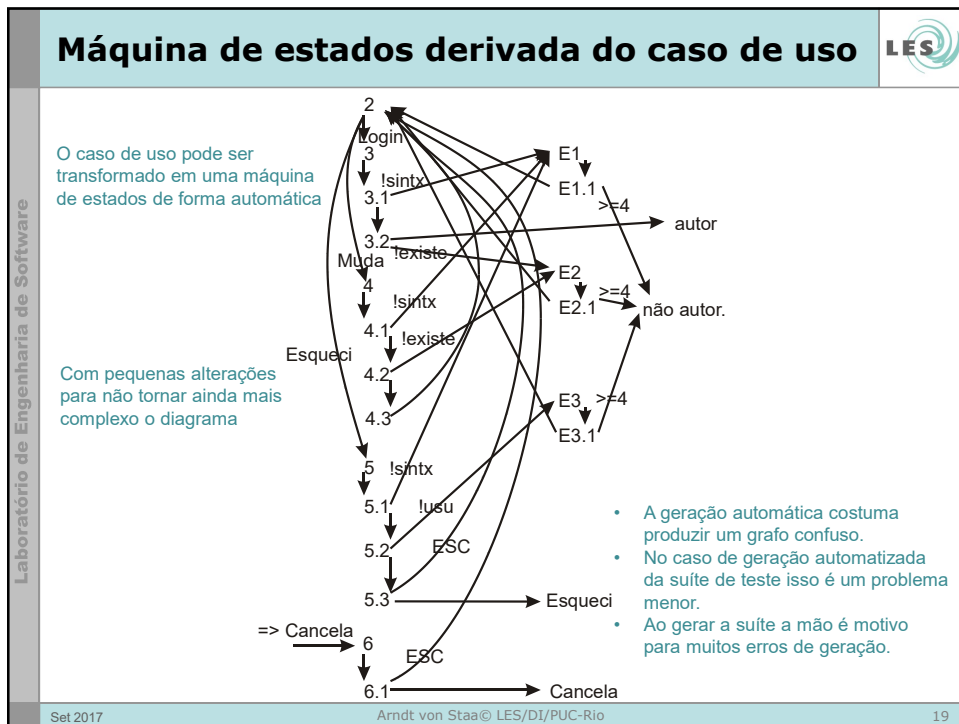 Máquina de estados derivada do caso de uso
LES
Laboratório de Engenharia de Software
O caso de uso pode ser
transformado em uma máquina
de estados de forma automática
Com pequenas alterações
para não tornar ainda mais
complexo o diagrama
2
Login
3
!sintx
3.1
3.2
!existe
Muda
4
!sintx
4.1
!existe
Esqueci
4.2
4.3
5
!sintx
5.1
!usu
5.2
ESC
5.3
Esqueci
=> Cancela
6
ESC
6.1
Cancela
E1
E1.1
>=4
autor
E2
>=4
E2.1
não autor.
E3
>=4
E3.1
• A geração automática costuma
produzir um grafo confuso.
• No caso de geração automatizada
da suíte de teste isso é um problema
menor.
• Ao gerar a suíte a mão é motivo
para muitos erros de geração.
Set 2017
Arndt von Staa© LES/DI/PUC-Rio
19